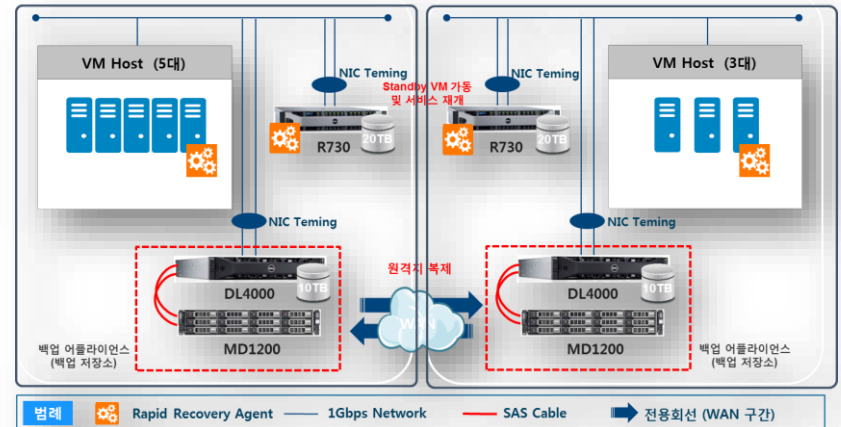 VM Host (5대)
NIC Teming
R730
20TB
NIC Teming
DL4000
10TB
MD1200
백업 어플라이언스
(백업 저장소)
Standby VM 가동
및 서비스 재개
원격지 복제
WAN
NIC Teming
R730
20TB
VM Host (3대)
NIC Teming
DL4000
10TB
MD1200
백업 어플라이언스
(백업 저장소)
범례
Rapid Recovery Agent
1Gbps Network
SAS Cable
전용회선 (WAN 구간)